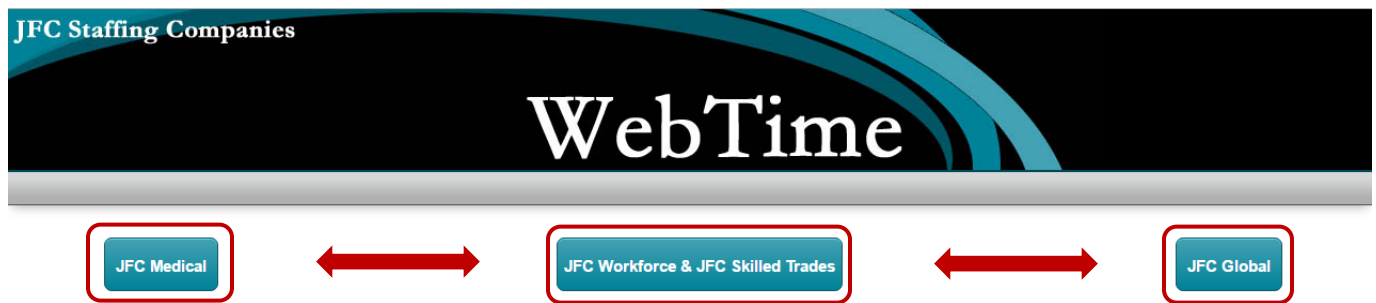 JFC Staffing Companies
WebTime
JFC Medical
JFC Workforce & JFC Skilled Trades
JFC Global